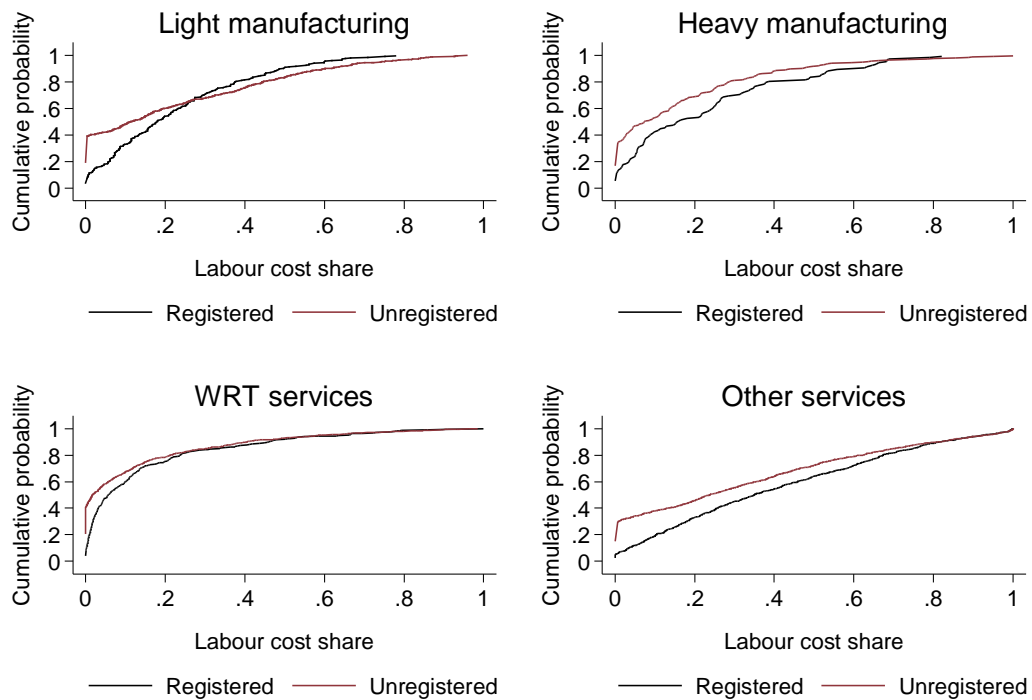 Light manufacturing
Cumulative probability
1
.8
.6
.4
.2
0
0 .2 .4 .6 .8 1
Labour cost share
Registered Unregistered
Heavy manufacturing
Cumulative probability
1
.8
.6
.4
.2
0
0 .2 .4 .6 .8 1
Labour cost share
Registered Unregistered
WRT services
Cumulative probability
1
.8
.6
.4
.2
0
0 .2 .4 .6 .8 1
Labour cost share
Registered Unregistered
Other services
Cumulative probability
1
.8
.6
.4
.2
0
0 .2 .4 .6 .8 1
Labour cost share
Registered Unregistered